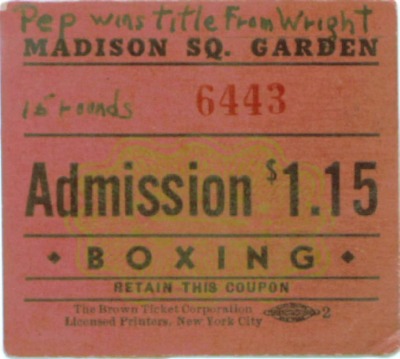 Pep wins title From Wright
MADISON SQ. GARDEN
15 rounds 6443
Admission $1.15
• BOXING •
RETAIN THIS COUPON
The Brown Ticket Corporation
Licensed Printers, New York City 2